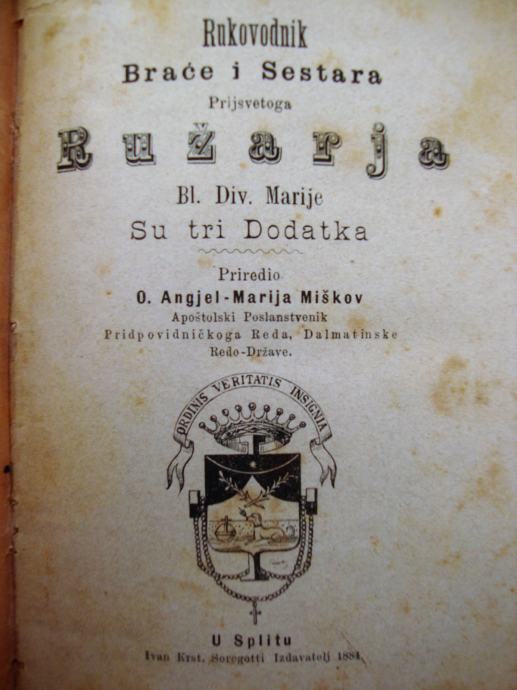 Rukovodnik
Braće i Sestara
Prijsvetoga
Ružarja
Bl. Div. Marije
Su tri Dodatka
Priredio
O. Angjel-Marija Miškov
Apoštolski Poslanstvenik
Pridpovidničkoga Reda, Dalmatinske
Redo-Države.
ORDINIS VERITATIS INSIGNIA
U Splitu
Ivan Krst. Soregotti Izdavatelj 1884.